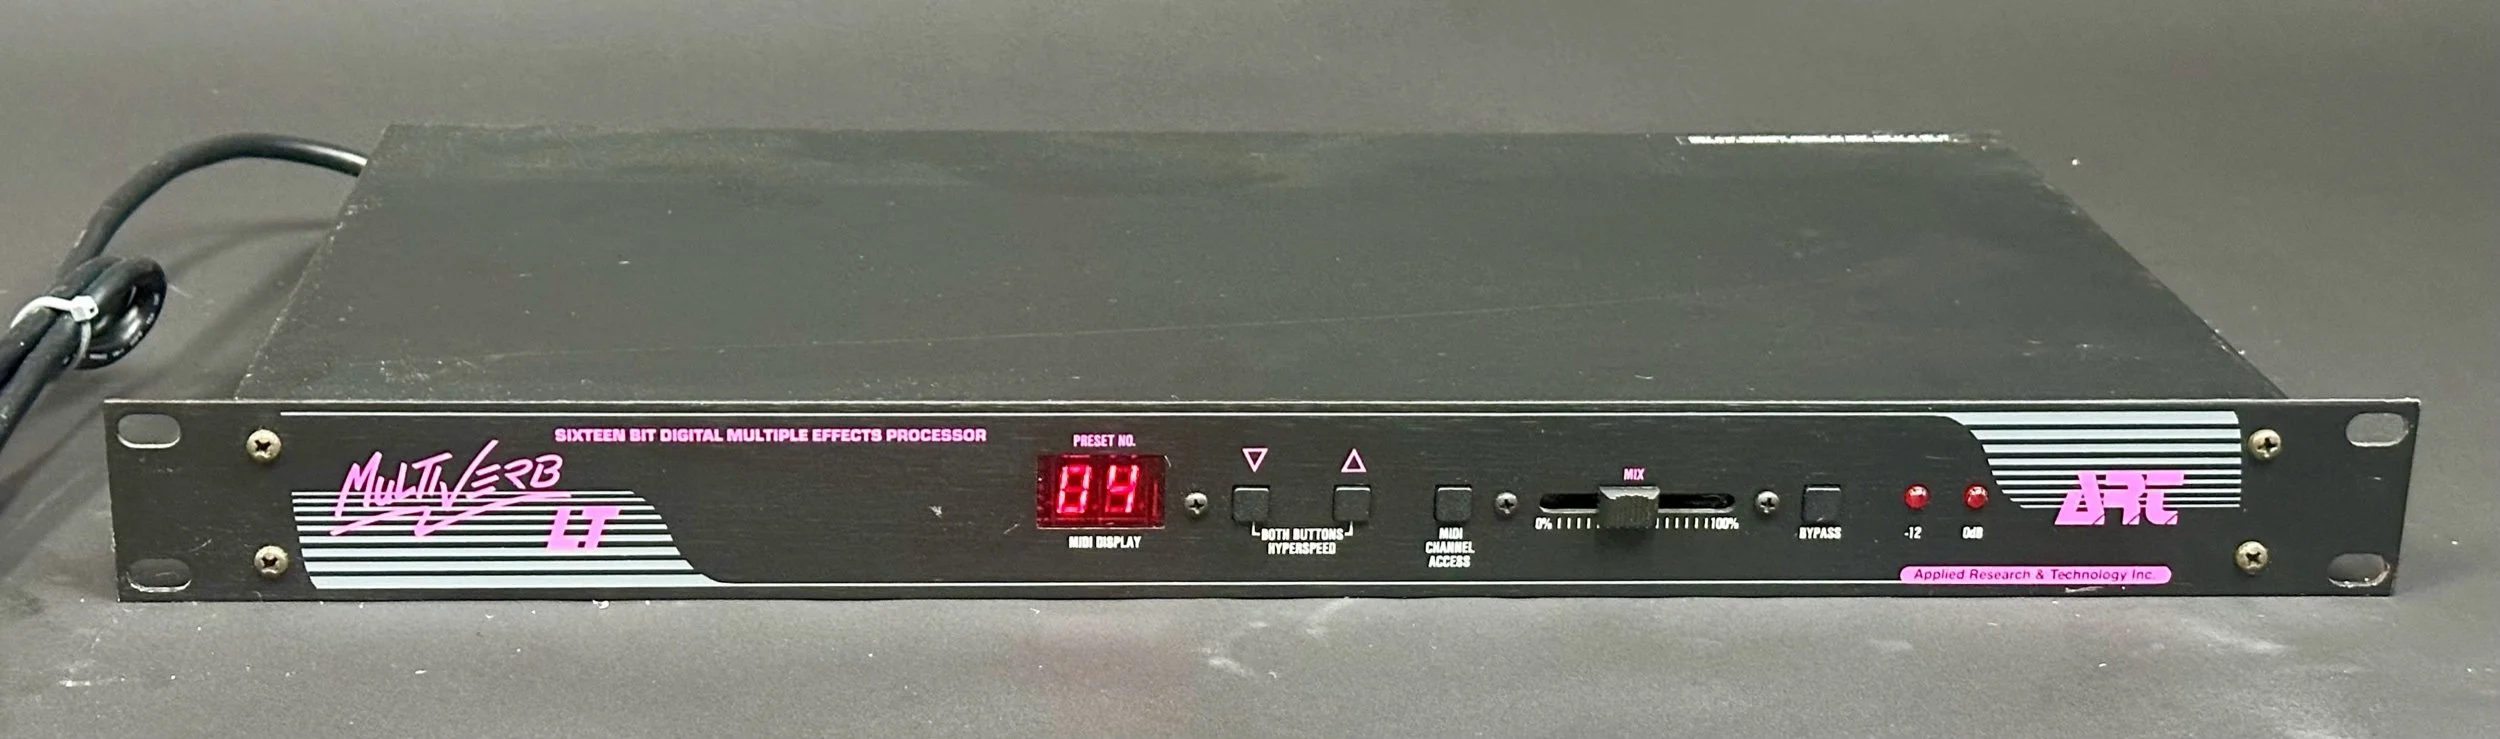 SIXTEEN BIT DIGITAL MULTIPLE EFFECTS PROCESSOR
MULTIVERB
LT
PRESET NO.
04
MIDI DISPLAY
BOTH BUTTONS
HYPERSPEED
MIDI
CHANNEL
ACCESS
MIX
0%
100%
BYPASS
-12
0dB
ART
Applied Research & Technology Inc.